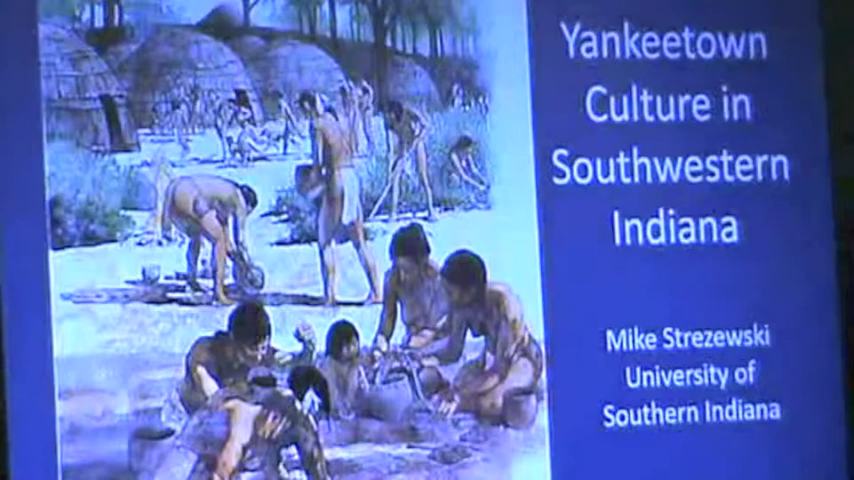 Yankeetown
Culture in
Southwestern
Indiana
Mike Strezewski
University of
Southern Indiana